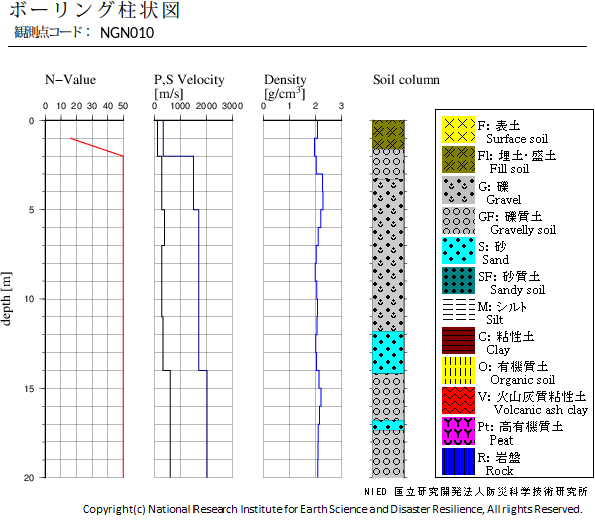 ボーリング柱状図
観測点コード： NGN010
N−Value
P,S Velocity
[m/s]
Density
[g/cm3]
Soil column
0 10 20 30 40 50
0 1000 2000 3000
0 1 2 3
0
5
10
15
20
depth [m]
F: 表土
Surface soil
Fl: 埋土・盛土
Fill soil
G: 礫
Gravel
GF: 礫質土
Gravelly soil
S: 砂
Sand
SF: 砂質土
Sandy soil
M: シルト
Silt
C: 粘性土
Clay
O: 有機質土
Organic soil
V: 火山灰質粘性土
Volcanic ash clay
Pt: 高有機質土
Peat
R: 岩盤
Rock
NIED 国立研究開発法人防災科学技術研究所
Copyright(c) National Research Institute for Earth Science and Disaster Resilience, All rights Reserved.